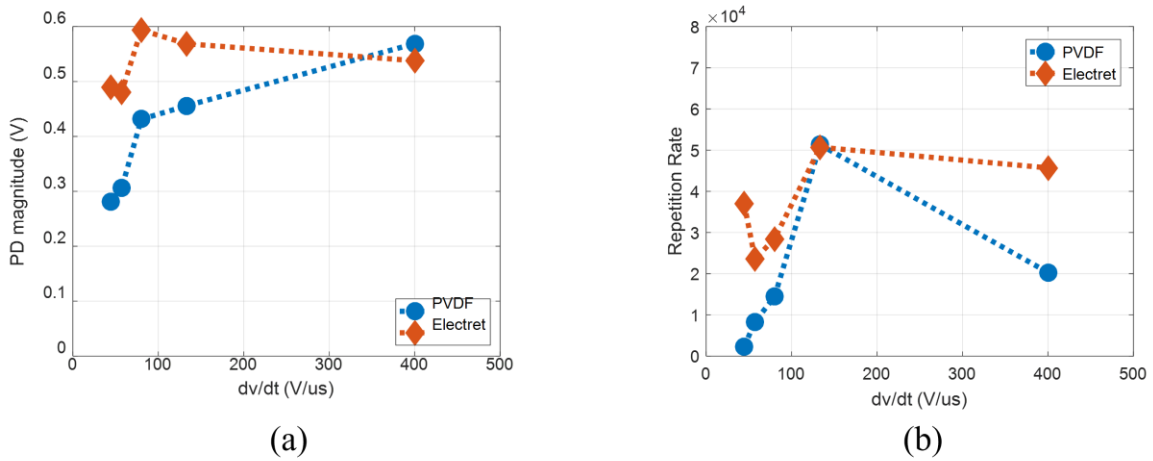 0.6
0.5
0.4
0.3
0.2
0.1
0
PD magnitude (V)
PVDF
Electret
0 100 200 300 400 500
dv/dt (V/us)
(a)
× 10⁴
8
7
6
5
4
3
2
1
0
Repetition Rate
PVDF
Electret
0 100 200 300 400 500
dv/dt (V/us)
(b)